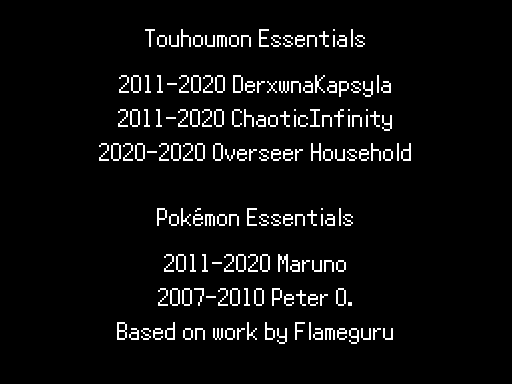 Touhoumon Essentials
2011-2020 DerxwnaKapsyla
2011-2020 ChaoticInfinity
2020-2020 Overseer Household
Pokémon Essentials
2011-2020 Maruno
2007-2010 Peter O.
Based on work by Flameguru